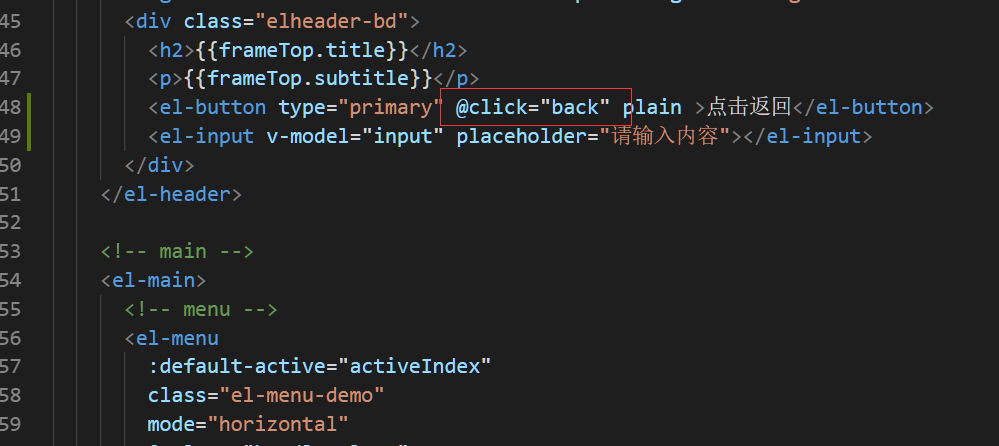 45 <div class="elheader-bd">
46 <h2>{{frameTop.title}}</h2>
47 <p>{{frameTop.subtitle}}</p>
48 <el-button type="primary" @click="back" plain >点击返回</el-button>
49 <el-input v-model="input" placeholder="请输入内容"></el-input>
50 </div>
51 </el-header>
52
53 <!-- main -->
54 <el-main>
55 <!-- menu -->
56 <el-menu
57 :default-active="activeIndex"
58 class="el-menu-demo"
59 mode="horizontal"